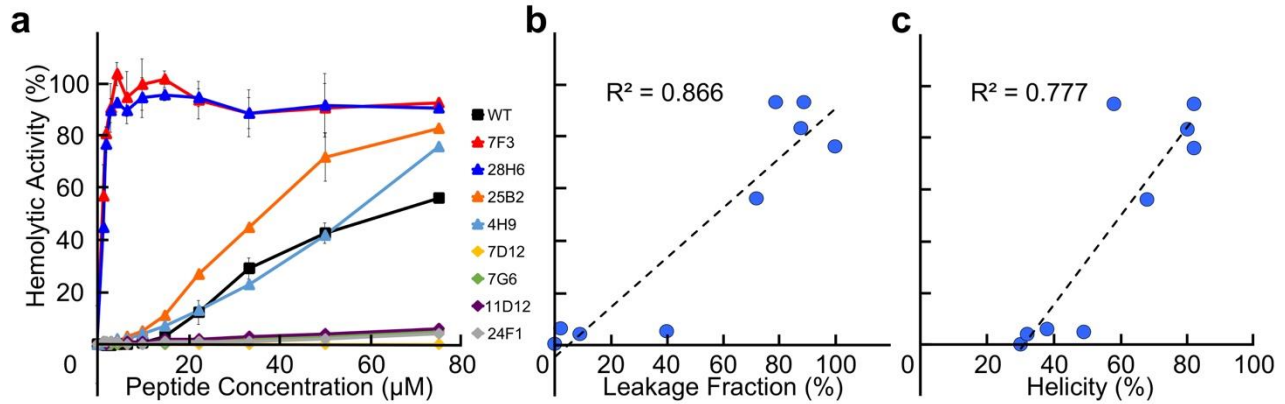 a
Hemolytic Activity (%)
100
80
60
40
20
0
20
40
60
80
Peptide Concentration (µM)
WT
7F3
28H6
25B2
4H9
7D12
7G6
11D12
24F1
b
R² = 0.866
0
20
40
60
80
100
Leakage Fraction (%)
c
R² = 0.777
0
20
40
60
80
100
Helicity (%)